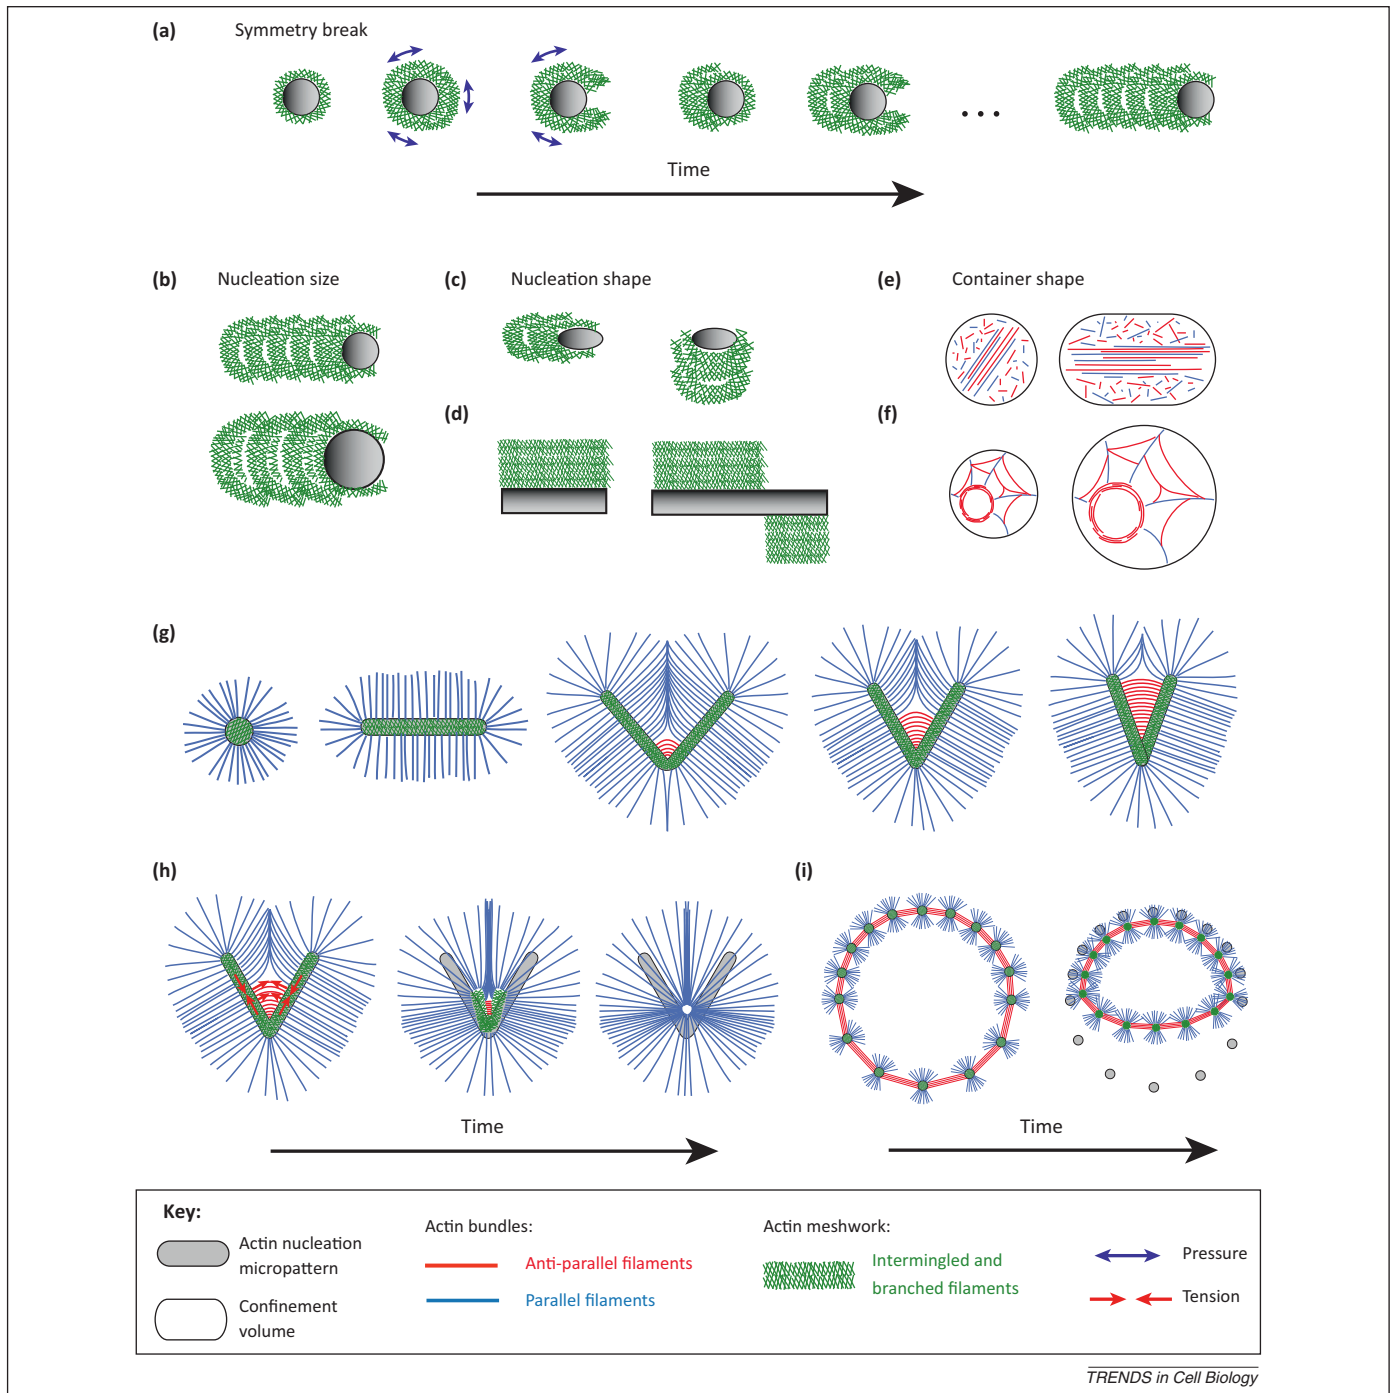 (a) Symmetry break
Time
(b) Nucleation size
(c) Nucleation shape
(e) Container shape
(d)
(f)
(g)
(h)
(i)
Time
Time
Key:
Actin nucleation
micropattern
Confinement
volume
Actin bundles:
Anti-parallel filaments
Parallel filaments
Actin meshwork:
Intermingled and
branched filaments
Pressure
Tension
TRENDS in Cell Biology